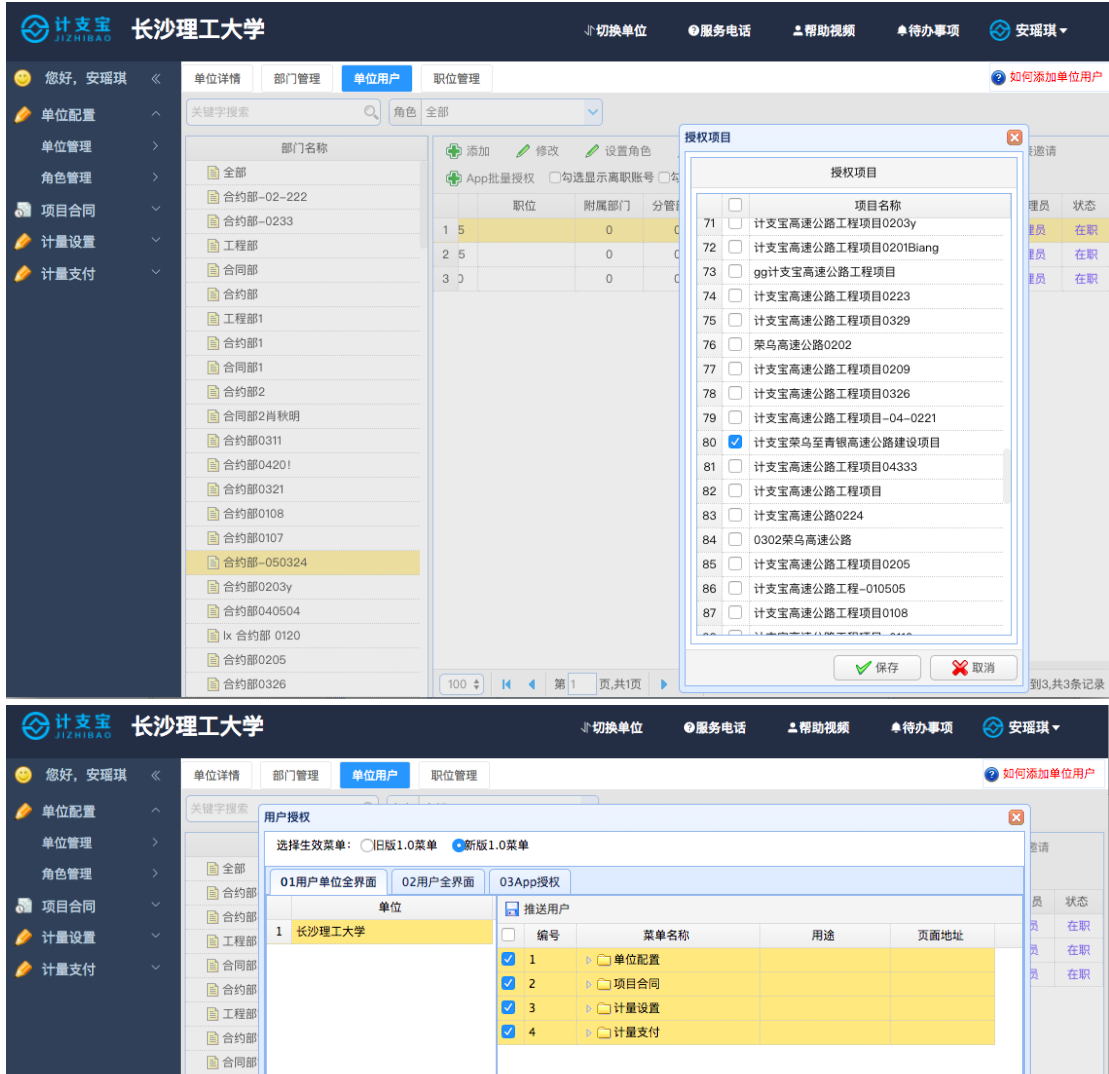 计支宝 JIZHIBAO 长沙理工大学 切换单位 服务电话 帮助视频 待办事项 安瑶琪
您好，安瑶琪 « 单位详情 部门管理 单位用户 职位管理 如何添加单位用户
单位配置
单位管理
角色管理
项目合同
计量设置
计量支付
关键字搜索 角色 全部
部门名称
全部
合约部-02-222
合约部-0233
工程部
合同部
合约部
工程部1
合约部1
合同部1
合约部2
合同部2肖秋明
合约部0311
合约部0420!
合约部0321
合约部0108
合约部0107
合约部-050324
合约部0203y
合约部040504
lx 合约部 0120
合约部0205
合约部0326
添加 修改 设置角色
App批量授权 勾选显示离职账号
职位 附属部门 分管
1 5 0
2 5 0
3 0 0
100 第 1 页,共1页
授权项目
授权项目
项目名称
71 计支宝高速公路工程项目0203y
72 计支宝高速公路工程项目0201Biang
73 gg计支宝高速公路工程项目
74 计支宝高速公路工程项目0223
75 计支宝高速公路工程项目0329
76 荣乌高速公路0202
77 计支宝高速公路工程项目0209
78 计支宝高速公路工程项目0326
79 计支宝高速公路工程项目-04-0221
80 计支宝荣乌至青银高速公路建设项目
81 计支宝高速公路工程项目04333
82 计支宝高速公路工程项目
83 计支宝高速公路0224
84 0302荣乌高速公路
85 计支宝高速公路工程项目0205
86 计支宝高速公路工程-010505
87 计支宝高速公路工程项目0108
保存 取消
邀请
理员 状态
理员 在职
理员 在职
理员 在职
到3,共3条记录
计支宝 JIZHIBAO 长沙理工大学 切换单位 服务电话 帮助视频 待办事项 安瑶琪
您好，安瑶琪 « 单位详情 部门管理 单位用户 职位管理 如何添加单位用户
单位配置
单位管理
角色管理
项目合同
计量设置
计量支付
关键字搜索
全部
合约部
合约部
工程部
合同部
合约部
工程部
合约部
合同部
用户授权
选择生效菜单: 旧版1.0菜单 新版1.0菜单
01用户单位全界面 02用户全界面 03App授权
单位
1 长沙理工大学
推送用户
编号 菜单名称 用途 页面地址
1 单位配置
2 项目合同
3 计量设置
4 计量支付
邀请
员 状态
员 在职
员 在职
员 在职